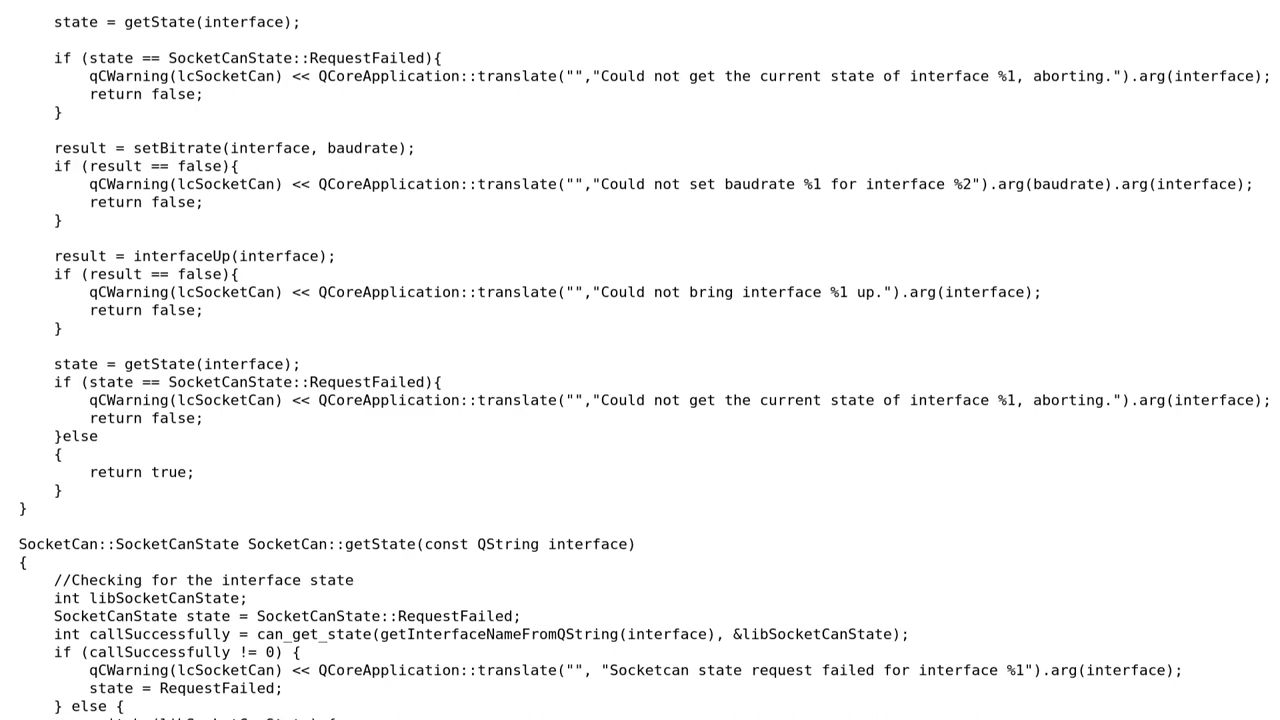 state = getState(interface);

    if (state == SocketCanState::RequestFailed){
        qCWarning(lcSocketCan) << QCoreApplication::translate("","Could not get the current state of interface %1, aborting.").arg(interface);
        return false;
    }

    result = setBitrate(interface, baudrate);
    if (result == false){
        qCWarning(lcSocketCan) << QCoreApplication::translate("","Could not set baudrate %1 for interface %2").arg(baudrate).arg(interface);
        return false;
    }

    result = interfaceUp(interface);
    if (result == false){
        qCWarning(lcSocketCan) << QCoreApplication::translate("","Could not bring interface %1 up.").arg(interface);
        return false;
    }

    state = getState(interface);
    if (state == SocketCanState::RequestFailed){
        qCWarning(lcSocketCan) << QCoreApplication::translate("","Could not get the current state of interface %1, aborting.").arg(interface);
        return false;
    }else
    {
        return true;
    }
}

SocketCan::SocketCanState SocketCan::getState(const QString interface)
{
    //Checking for the interface state
    int libSocketCanState;
    SocketCanState state = SocketCanState::RequestFailed;
    int callSuccessfully = can_get_state(getInterfaceNameFromQString(interface), &libSocketCanState);
    if (callSuccessfully != 0) {
        qCWarning(lcSocketCan) << QCoreApplication::translate("", "Socketcan state request failed for interface %1").arg(interface);
        state = RequestFailed;
    } else {